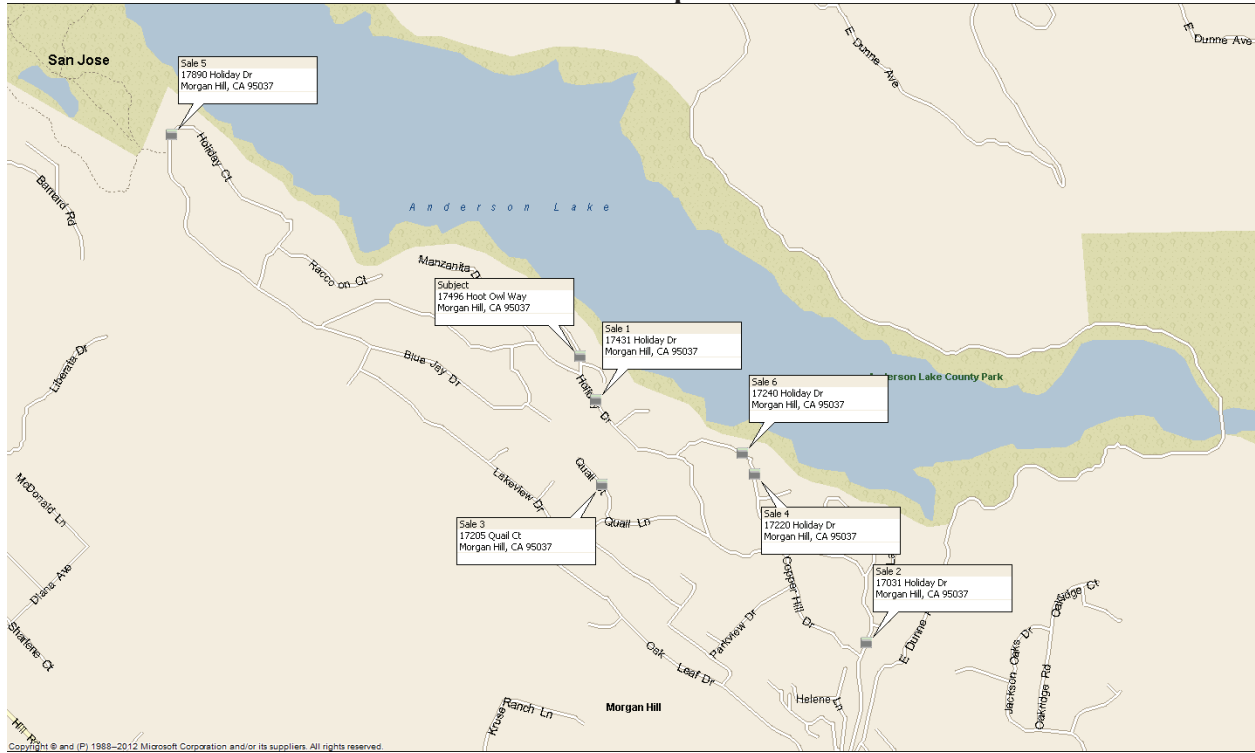 San Jose
Sale 5
17890 Holiday Dr
Morgan Hill, CA 95037
E Dunne Ave
E Dunne Ave
Holiday Ct
Barnard Rd
Anderson Lake
Raccoon Ct
Manzanita D
Subject
17496 Hoot Owl Way
Morgan Hill, CA 95037
Sale 1
17431 Holiday Dr
Morgan Hill, CA 95037
Liberata Dr
Blue Jay Dr
Holiday Dr
Anderson Lake County Park
Sale 6
17240 Holiday Dr
Morgan Hill, CA 95037
McDonald Ln
Lakeview Dr
Quail Ct
Sale 3
17205 Quail Ct
Morgan Hill, CA 95037
Quail Ln
Sale 4
17220 Holiday Dr
Morgan Hill, CA 95037
Sale 2
17031 Holiday Dr
Morgan Hill, CA 95037
Copper Hill Dr
Diana Ave
Sharlene Ct
Parkview Dr
E Dunne
Oak Leaf Dr
Oakridge Ct
Jackson Oaks Dr
Oakridge Rd
Helene Ln
Kruse Ranch Ln
Morgan Hill
Hill
Copyright © and (P) 1988–2012 Microsoft Corporation and/or its suppliers. All rights reserved.